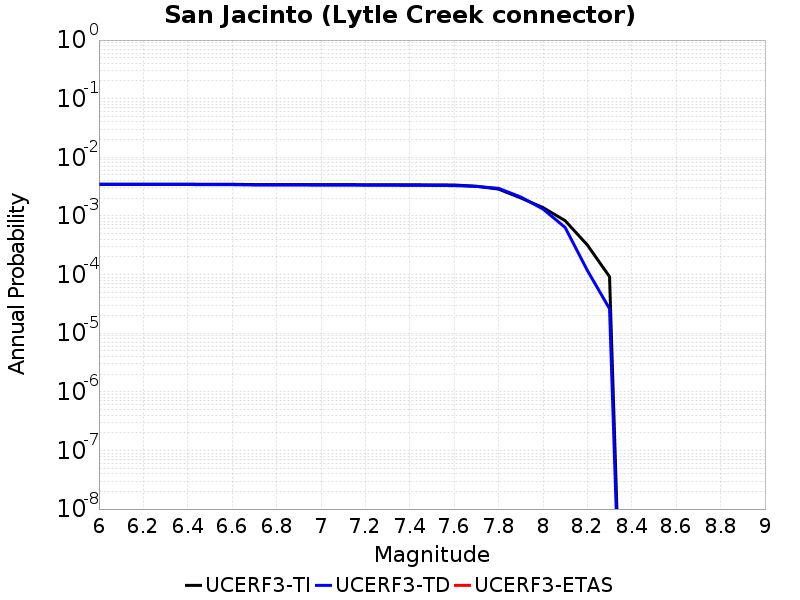 San Jacinto (Lytle Creek connector)
10^0
10^-1
10^-2
10^-3
10^-4
10^-5
10^-6
10^-7
10^-8
Annual Probability
6 6.2 6.4 6.6 6.8 7 7.2 7.4 7.6 7.8 8 8.2 8.4 8.6 8.8 9
Magnitude
UCERF3-TI UCERF3-TD UCERF3-ETAS